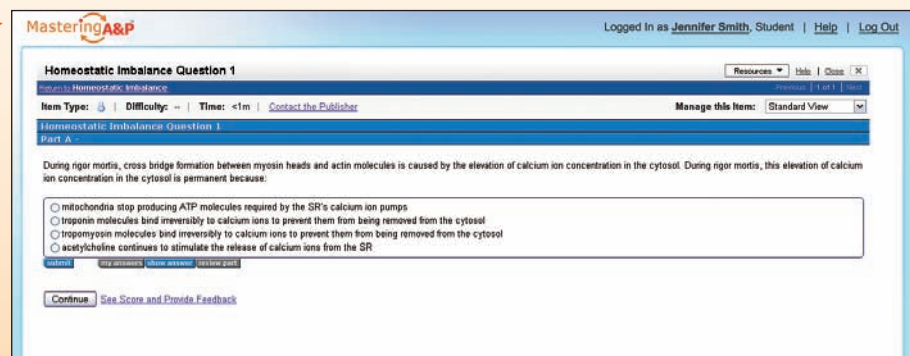 MasteringA&P
Logged In as Jennifer Smith, Student | Help | Log Out
Homeostatic Imbalance Question 1
Resources Help | Close X
Return to Homeostatic Imbalance
Previous | 1 of 1 | Next
Item Type: | Difficulty: -- | Time: <1m | Contact the Publisher
Manage this Item: Standard View
Homeostatic Imbalance Question 1
Part A -
During rigor mortis, cross bridge formation between myosin heads and actin molecules is caused by the elevation of calcium ion concentration in the cytosol. During rigor mortis, this elevation of calcium
ion concentration in the cytosol is permanent because:
mitochondria stop producing ATP molecules required by the SR's calcium ion pumps
troponin molecules bind irreversibly to calcium ions to prevent them from being removed from the cytosol
tropomyosin molecules bind irreversibly to calcium ions to prevent them from being removed from the cytosol
acetylcholine continues to stimulate the release of calcium ions from the SR
submit my answers show answer review part
Continue See Score and Provide Feedback